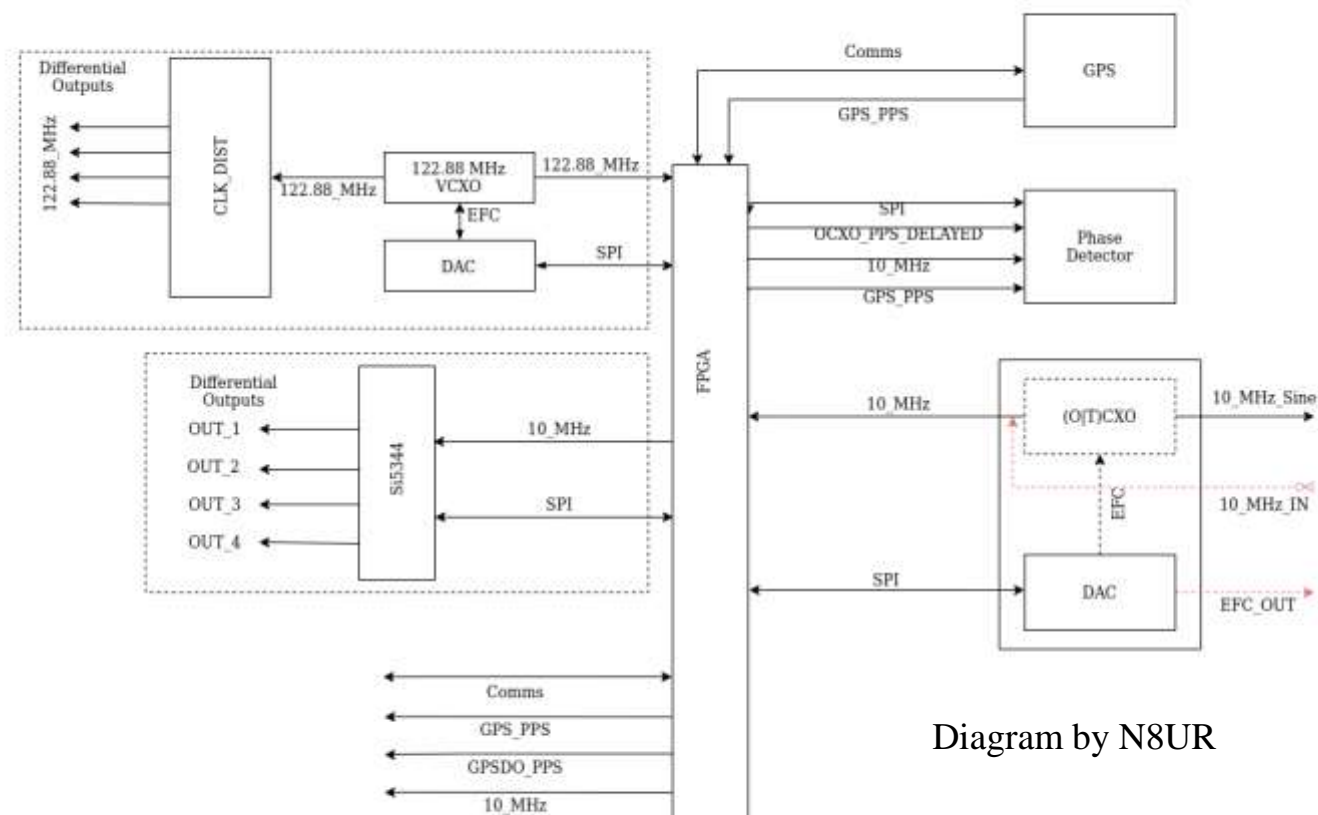 Differential
Outputs
122.88_MHz
CLK_DIST
122.88_MHz
122.88 MHz
VCXO
122.88_MHz
EFC
DAC
SPI
Comms
GPS
GPS_PPS
FPGA
SPI
OCXO_PPS_DELAYED
10_MHz
GPS_PPS
Phase
Detector
Differential
Outputs
OUT_1
OUT_2
OUT_3
OUT_4
Si5344
10_MHz
SPI
10_MHz
(O|T)CXO
10_MHz_Sine
10_MHz_IN
EFC
SPI
DAC
EFC_OUT
Comms
GPS_PPS
GPSDO_PPS
10_MHz
Diagram by N8UR